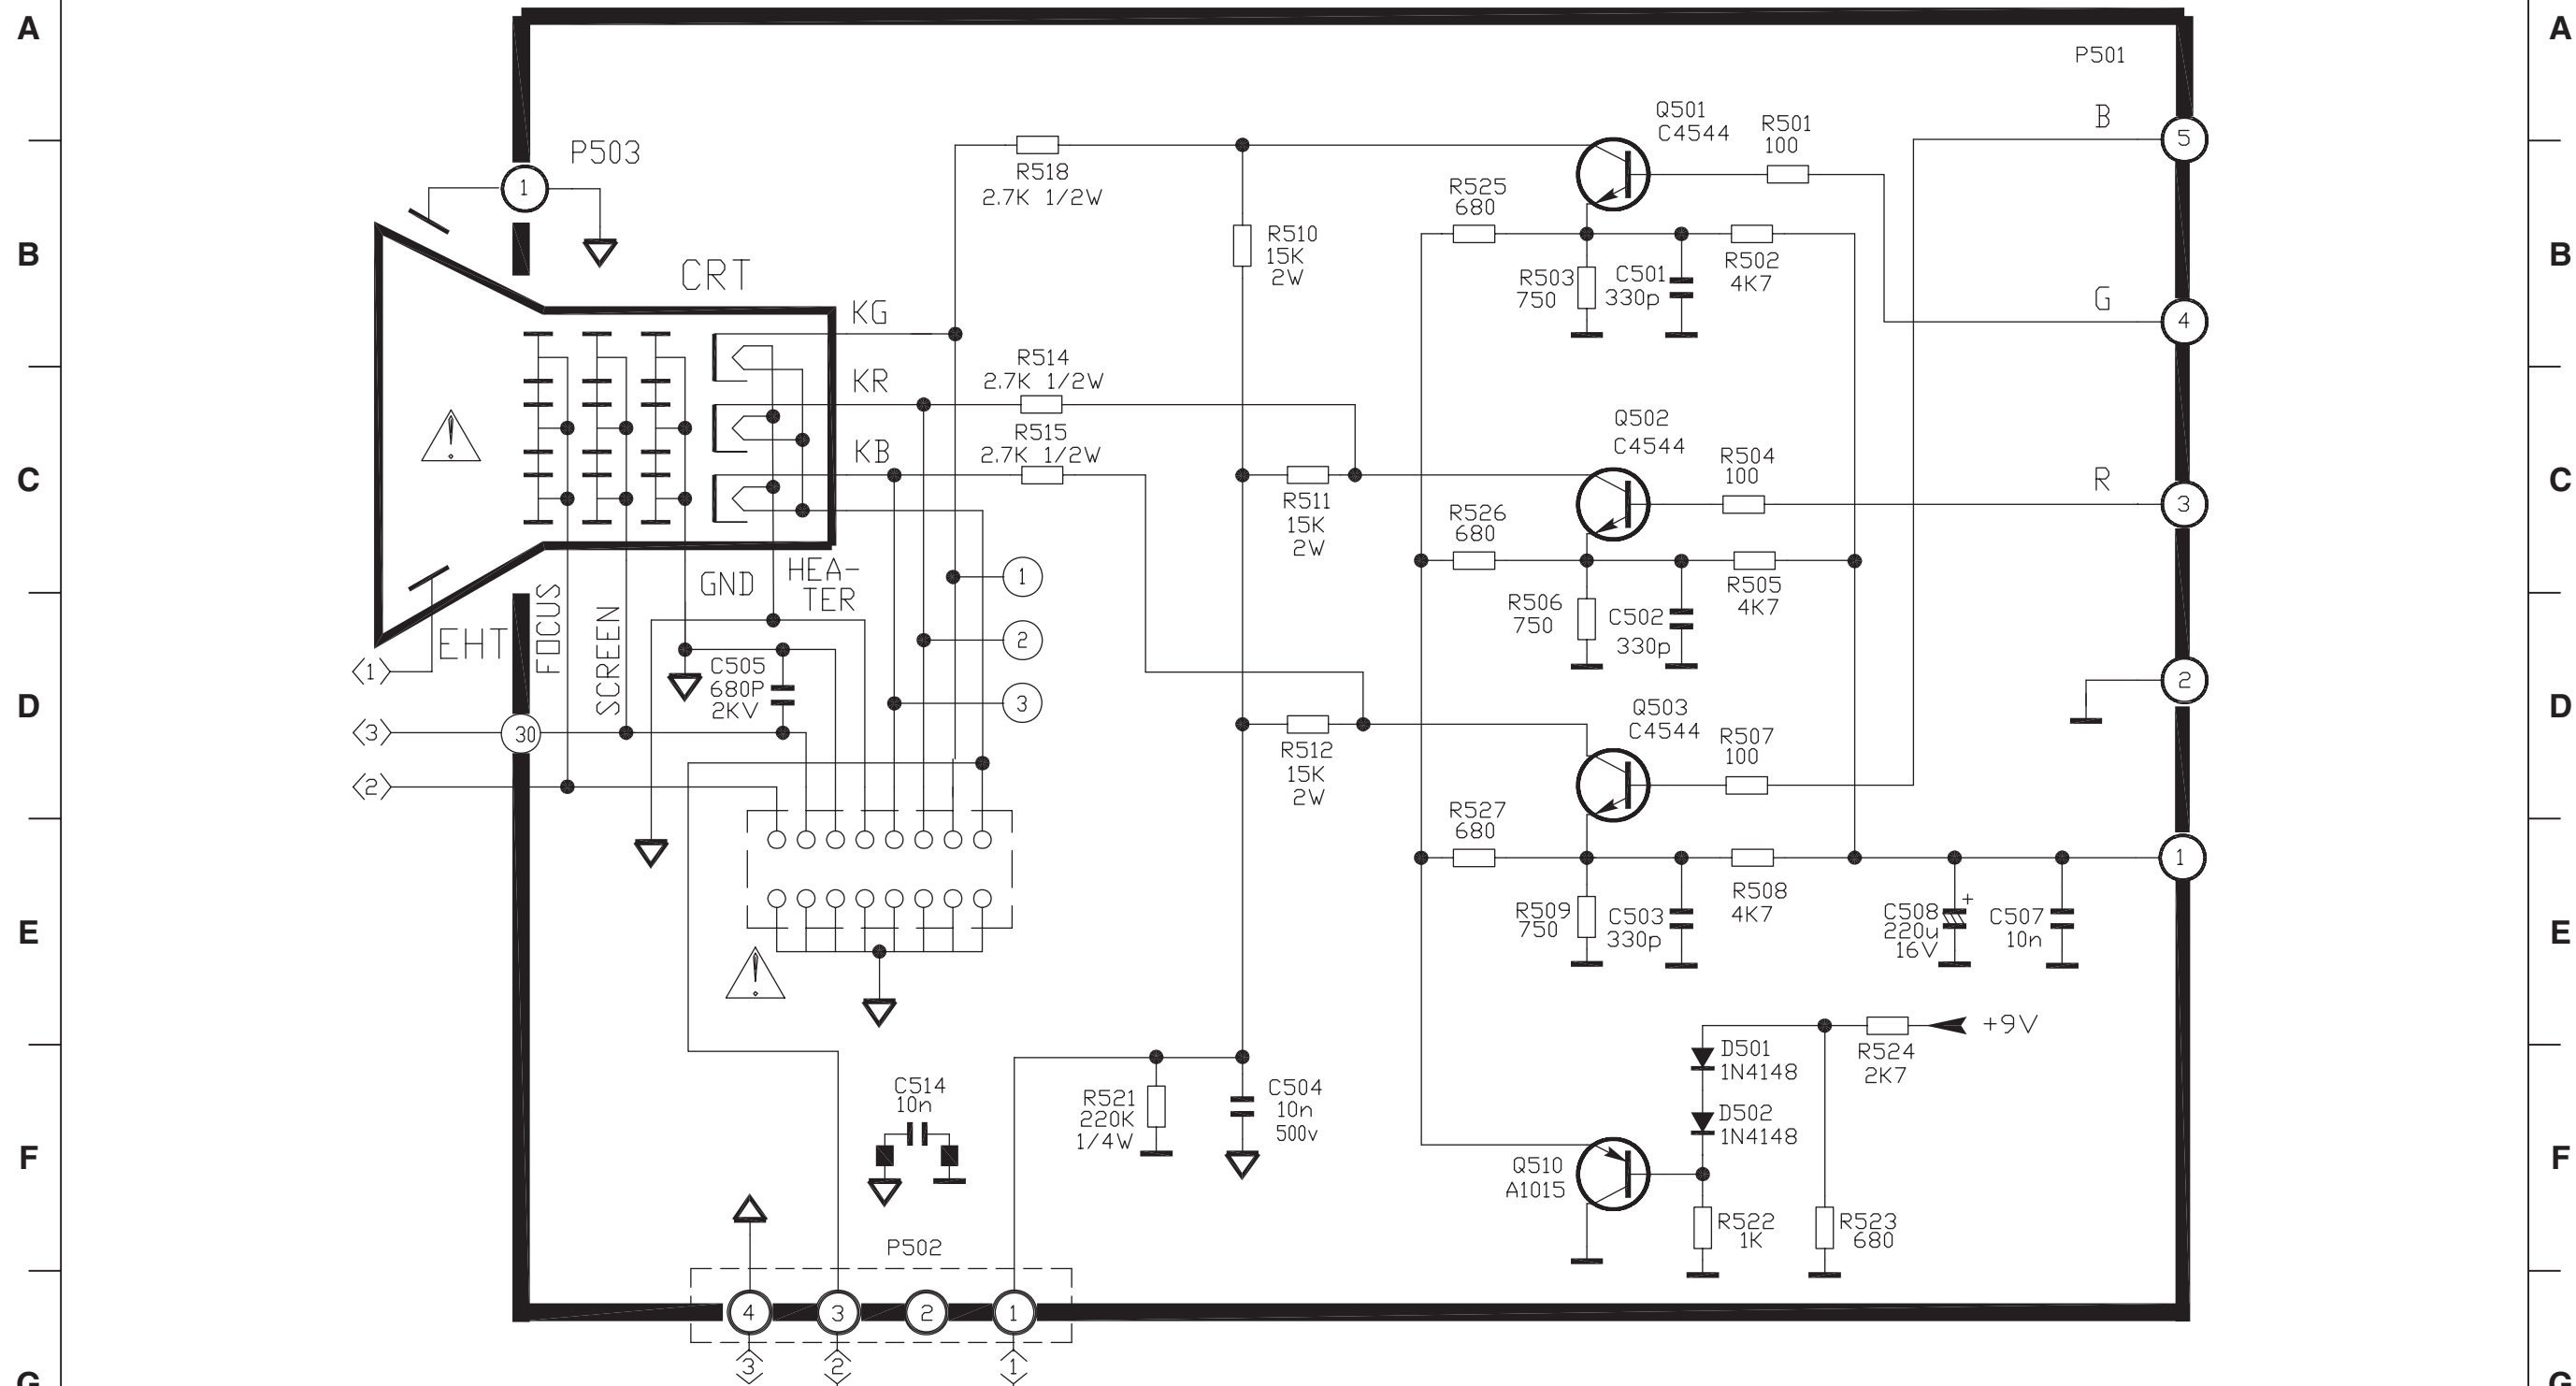 A
A
P501
Q501
C4544
R501
100
B
5
P503
1
R518
2.7K 1/2W
R525
680
B
B
R510
15K
2W
R503
750
C501
330p
R502
4K7
CRT
G
4
KG
KR
R514
2.7K 1/2W
KB
R515
2.7K 1/2W
Q502
C4544
R504
100
C
C
R
3
R511
15K
2W
R526
680
GND
HEA-
TER
1
R505
4K7
R506
750
C502
330p
FOCUS
SCREEN
EHT
2
1
C505
680P
2KV
3
2
D
D
3
30
2
Q503
C4544
R507
100
R512
15K
2W
R527
680
1
R508
4K7
R509
750
C503
330p
C508
+
220u
16V
C507
10n
E
E
+9V
R524
2K7
D501
1N4148
D502
1N4148
C514
10n
R521
220K
1/4W
C504
10n
500v
F
F
Q510
A1015
R522
1K
R523
680
P502
4
3
2
1
3
2
1
G
G